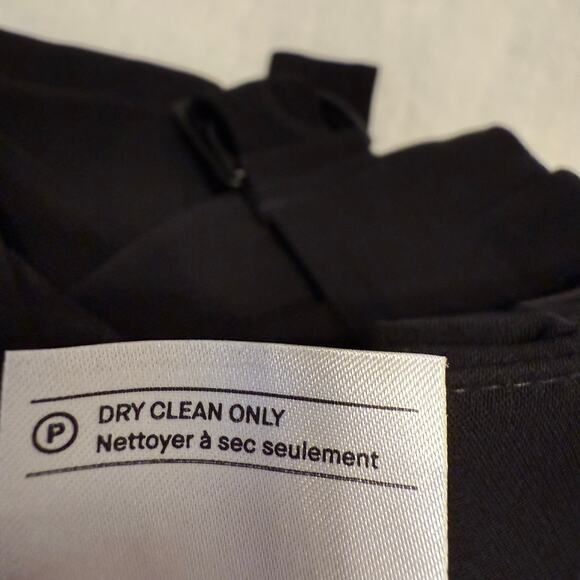 P
DRY CLEAN ONLY
Nettoyer à sec seulement